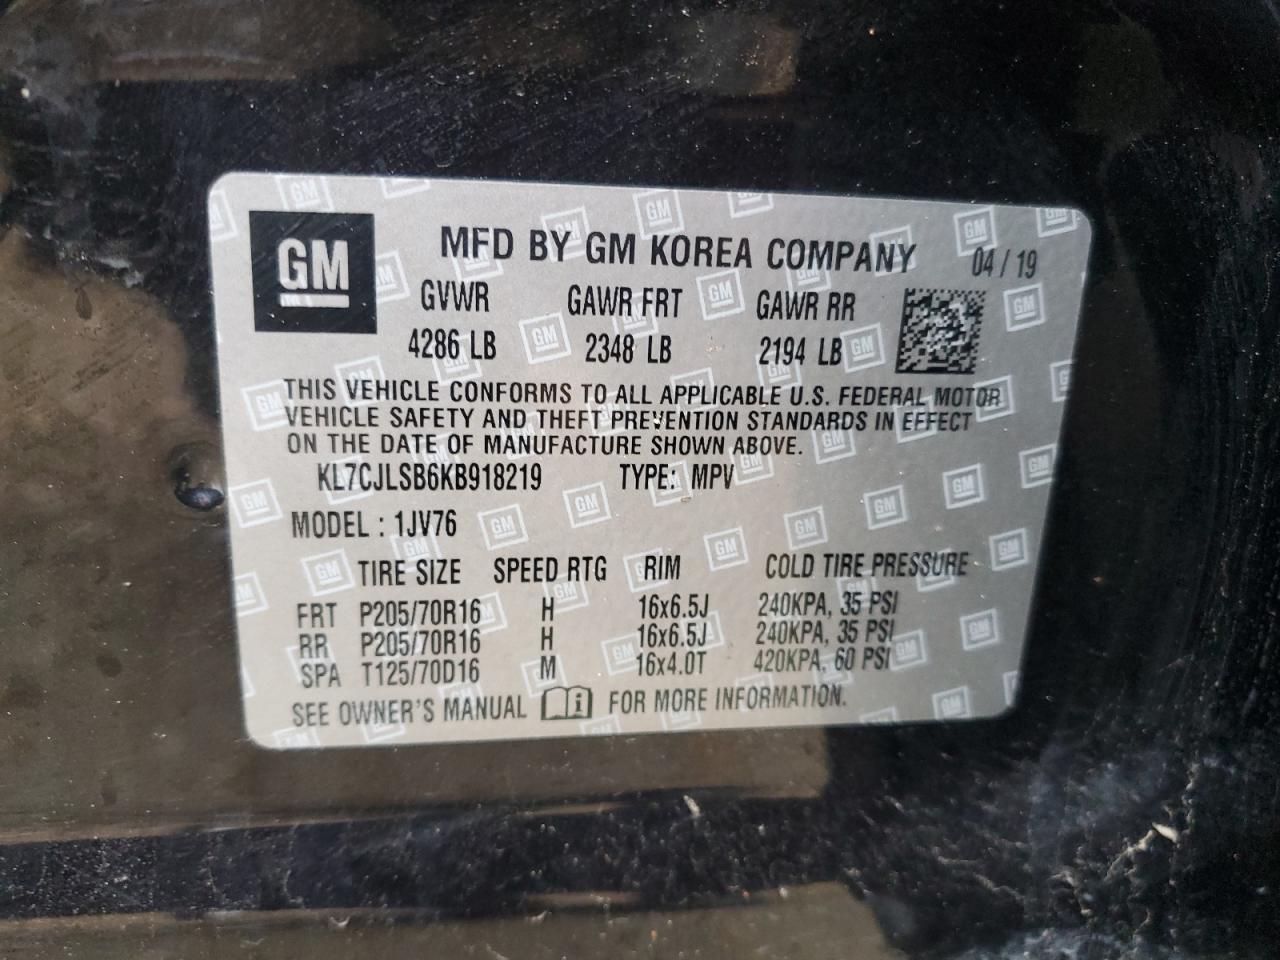 GM
MFD BY GM KOREA COMPANY 04 / 19
GVWR GAWR FRT GAWR RR
4286 LB 2348 LB 2194 LB
THIS VEHICLE CONFORMS TO ALL APPLICABLE U.S. FEDERAL MOTOR
VEHICLE SAFETY AND THEFT PREVENTION STANDARDS IN EFFECT
ON THE DATE OF MANUFACTURE SHOWN ABOVE.
KL7CJLSB6KB918219 TYPE: MPV
MODEL : 1JV76
TIRE SIZE SPEED RTG RIM COLD TIRE PRESSURE
FRT P205/70R16 H 16x6.5J 240KPA, 35 PSI
RR P205/70R16 H 16x6.5J 240KPA, 35 PSI
SPA T125/70D16 M 16x4.0T 420KPA, 60 PSI
SEE OWNER'S MANUAL FOR MORE INFORMATION.